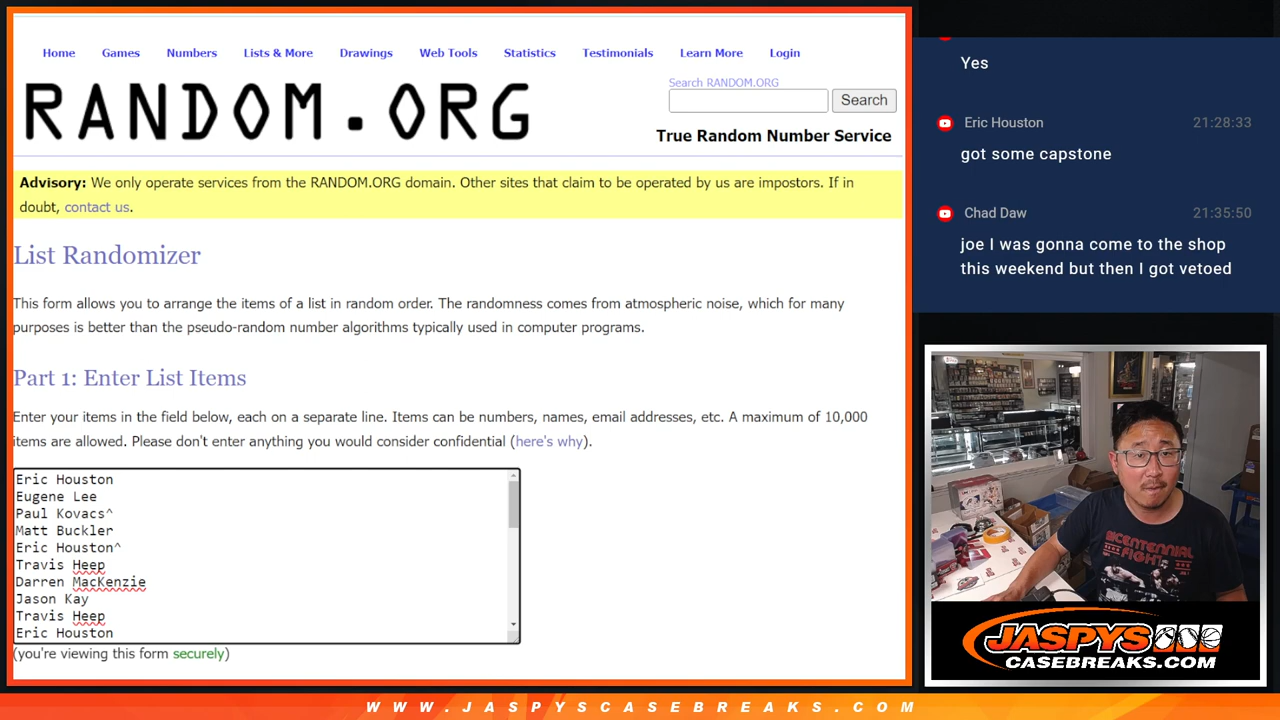 Home Games Numbers Lists & More Drawings Web Tools Statistics Testimonials Learn More Login
Search RANDOM.ORG
RANDOM.ORG
Search
True Random Number Service
Advisory: We only operate services from the RANDOM.ORG domain. Other sites that claim to be operated by us are impostors. If in
doubt, contact us.
List Randomizer
This form allows you to arrange the items of a list in random order. The randomness comes from atmospheric noise, which for many
purposes is better than the pseudo-random number algorithms typically used in computer programs.
Part 1: Enter List Items
Enter your items in the field below, each on a separate line. Items can be numbers, names, email addresses, etc. A maximum of 10,000
items are allowed. Please don't enter anything you would consider confidential (here's why).
Eric Houston
Eugene Lee
Paul Kovacs^
Matt Buckler
Eric Houston^
Travis Heep
Darren MacKenzie
Jason Kay
Travis Heep
Eric Houston
(you're viewing this form securely)
Yes
Eric Houston 21:28:33
got some capstone
Chad Daw 21:35:50
joe I was gonna come to the shop
this weekend but then I got vetoed
BICENTENNIAL
FIGHT
JASPYS
CASEBREAKS.COM
WWW.JASPYSCASEBREAKS.COM